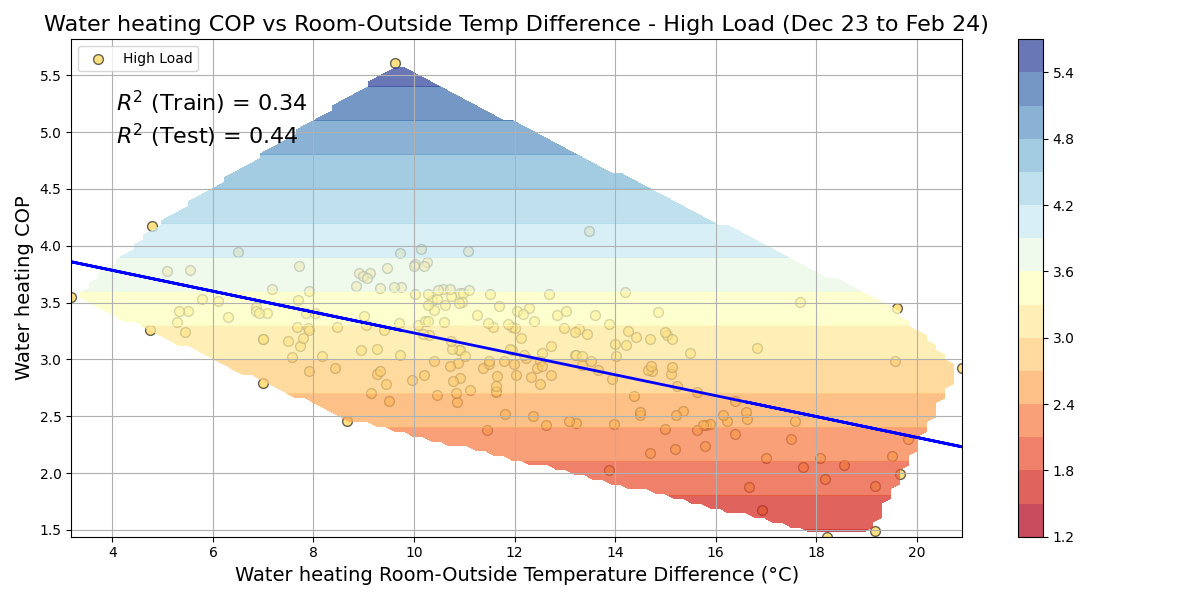 Water heating COP vs Room-Outside Temp Difference - High Load (Dec 23 to Feb 24)
High Load
R² (Train) = 0.34
R² (Test) = 0.44
Water heating COP
5.5
5.0
4.5
4.0
3.5
3.0
2.5
2.0
1.5
4 6 8 10 12 14 16 18 20
Water heating Room-Outside Temperature Difference (°C)
5.4
4.8
4.2
3.6
3.0
2.4
1.8
1.2